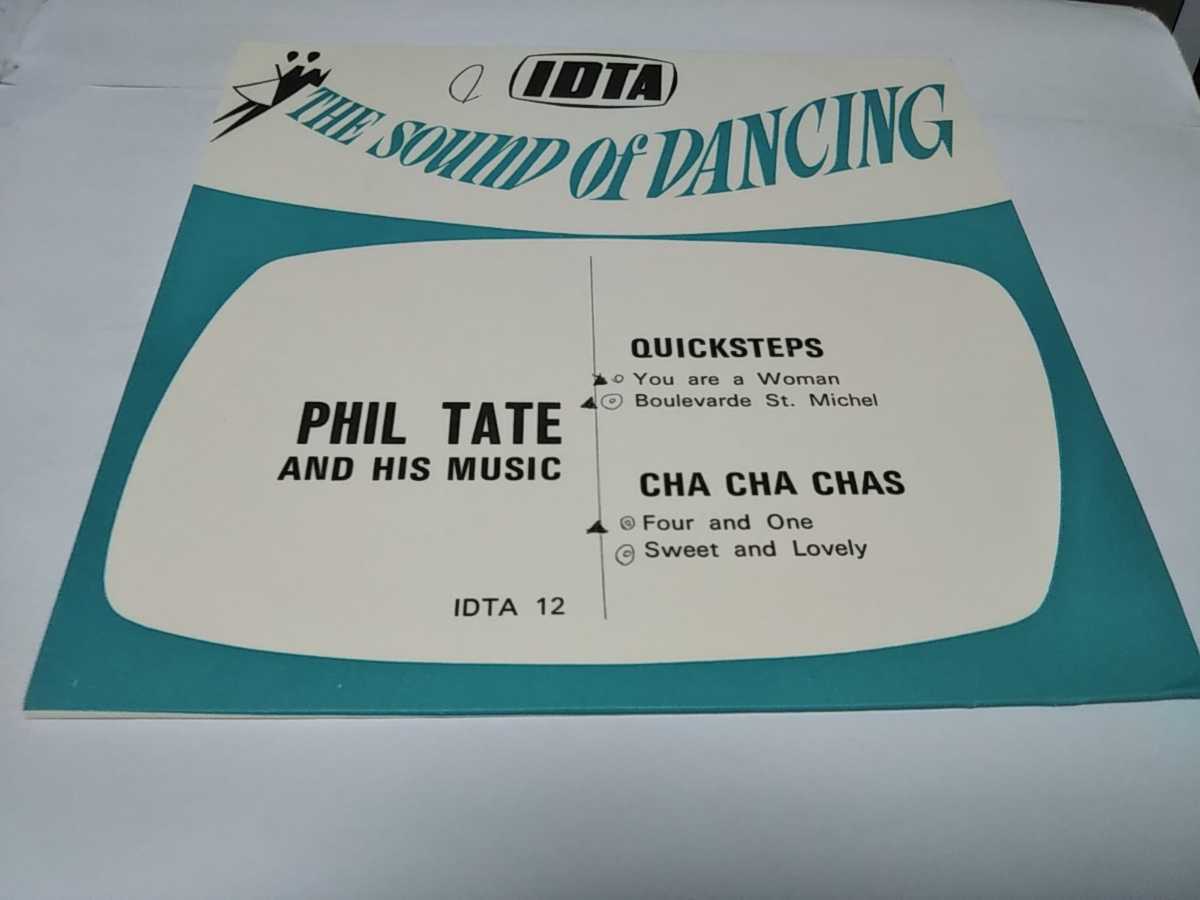 IDTA
THE SOUND Of DANCING
PHIL TATE
AND HIS MUSIC
IDTA 12
QUICKSTEPS
You are a Woman
Boulevarde St. Michel
CHA CHA CHAS
Four and One
Sweet and Lovely